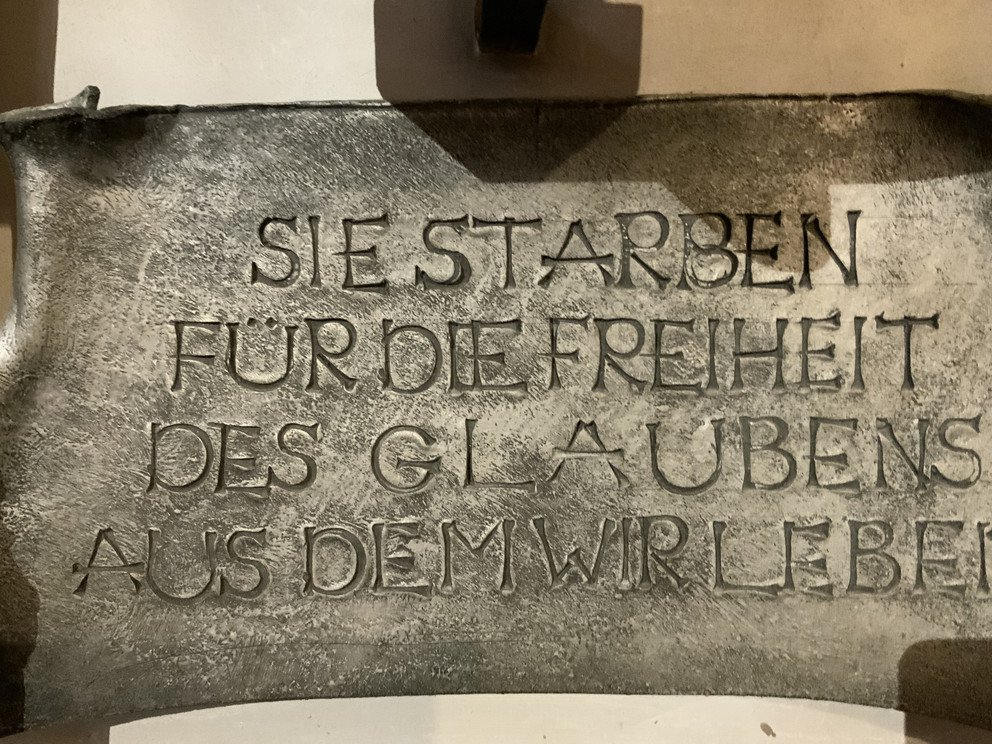 SIE STARBEN
FÜR DIE FREIHEIT
DES GLAUBENS
AUS DEM WIR LEBEN